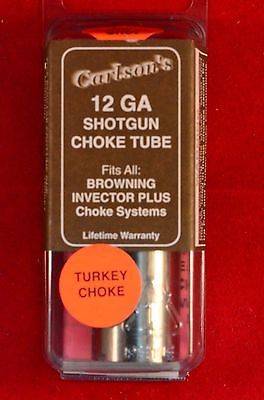 Carlson's
12 GA
SHOTGUN
CHOKE TUBE
Fits All:
BROWNING
INVECTOR PLUS
Choke Systems
Lifetime Warranty
TURKEY
CHOKE